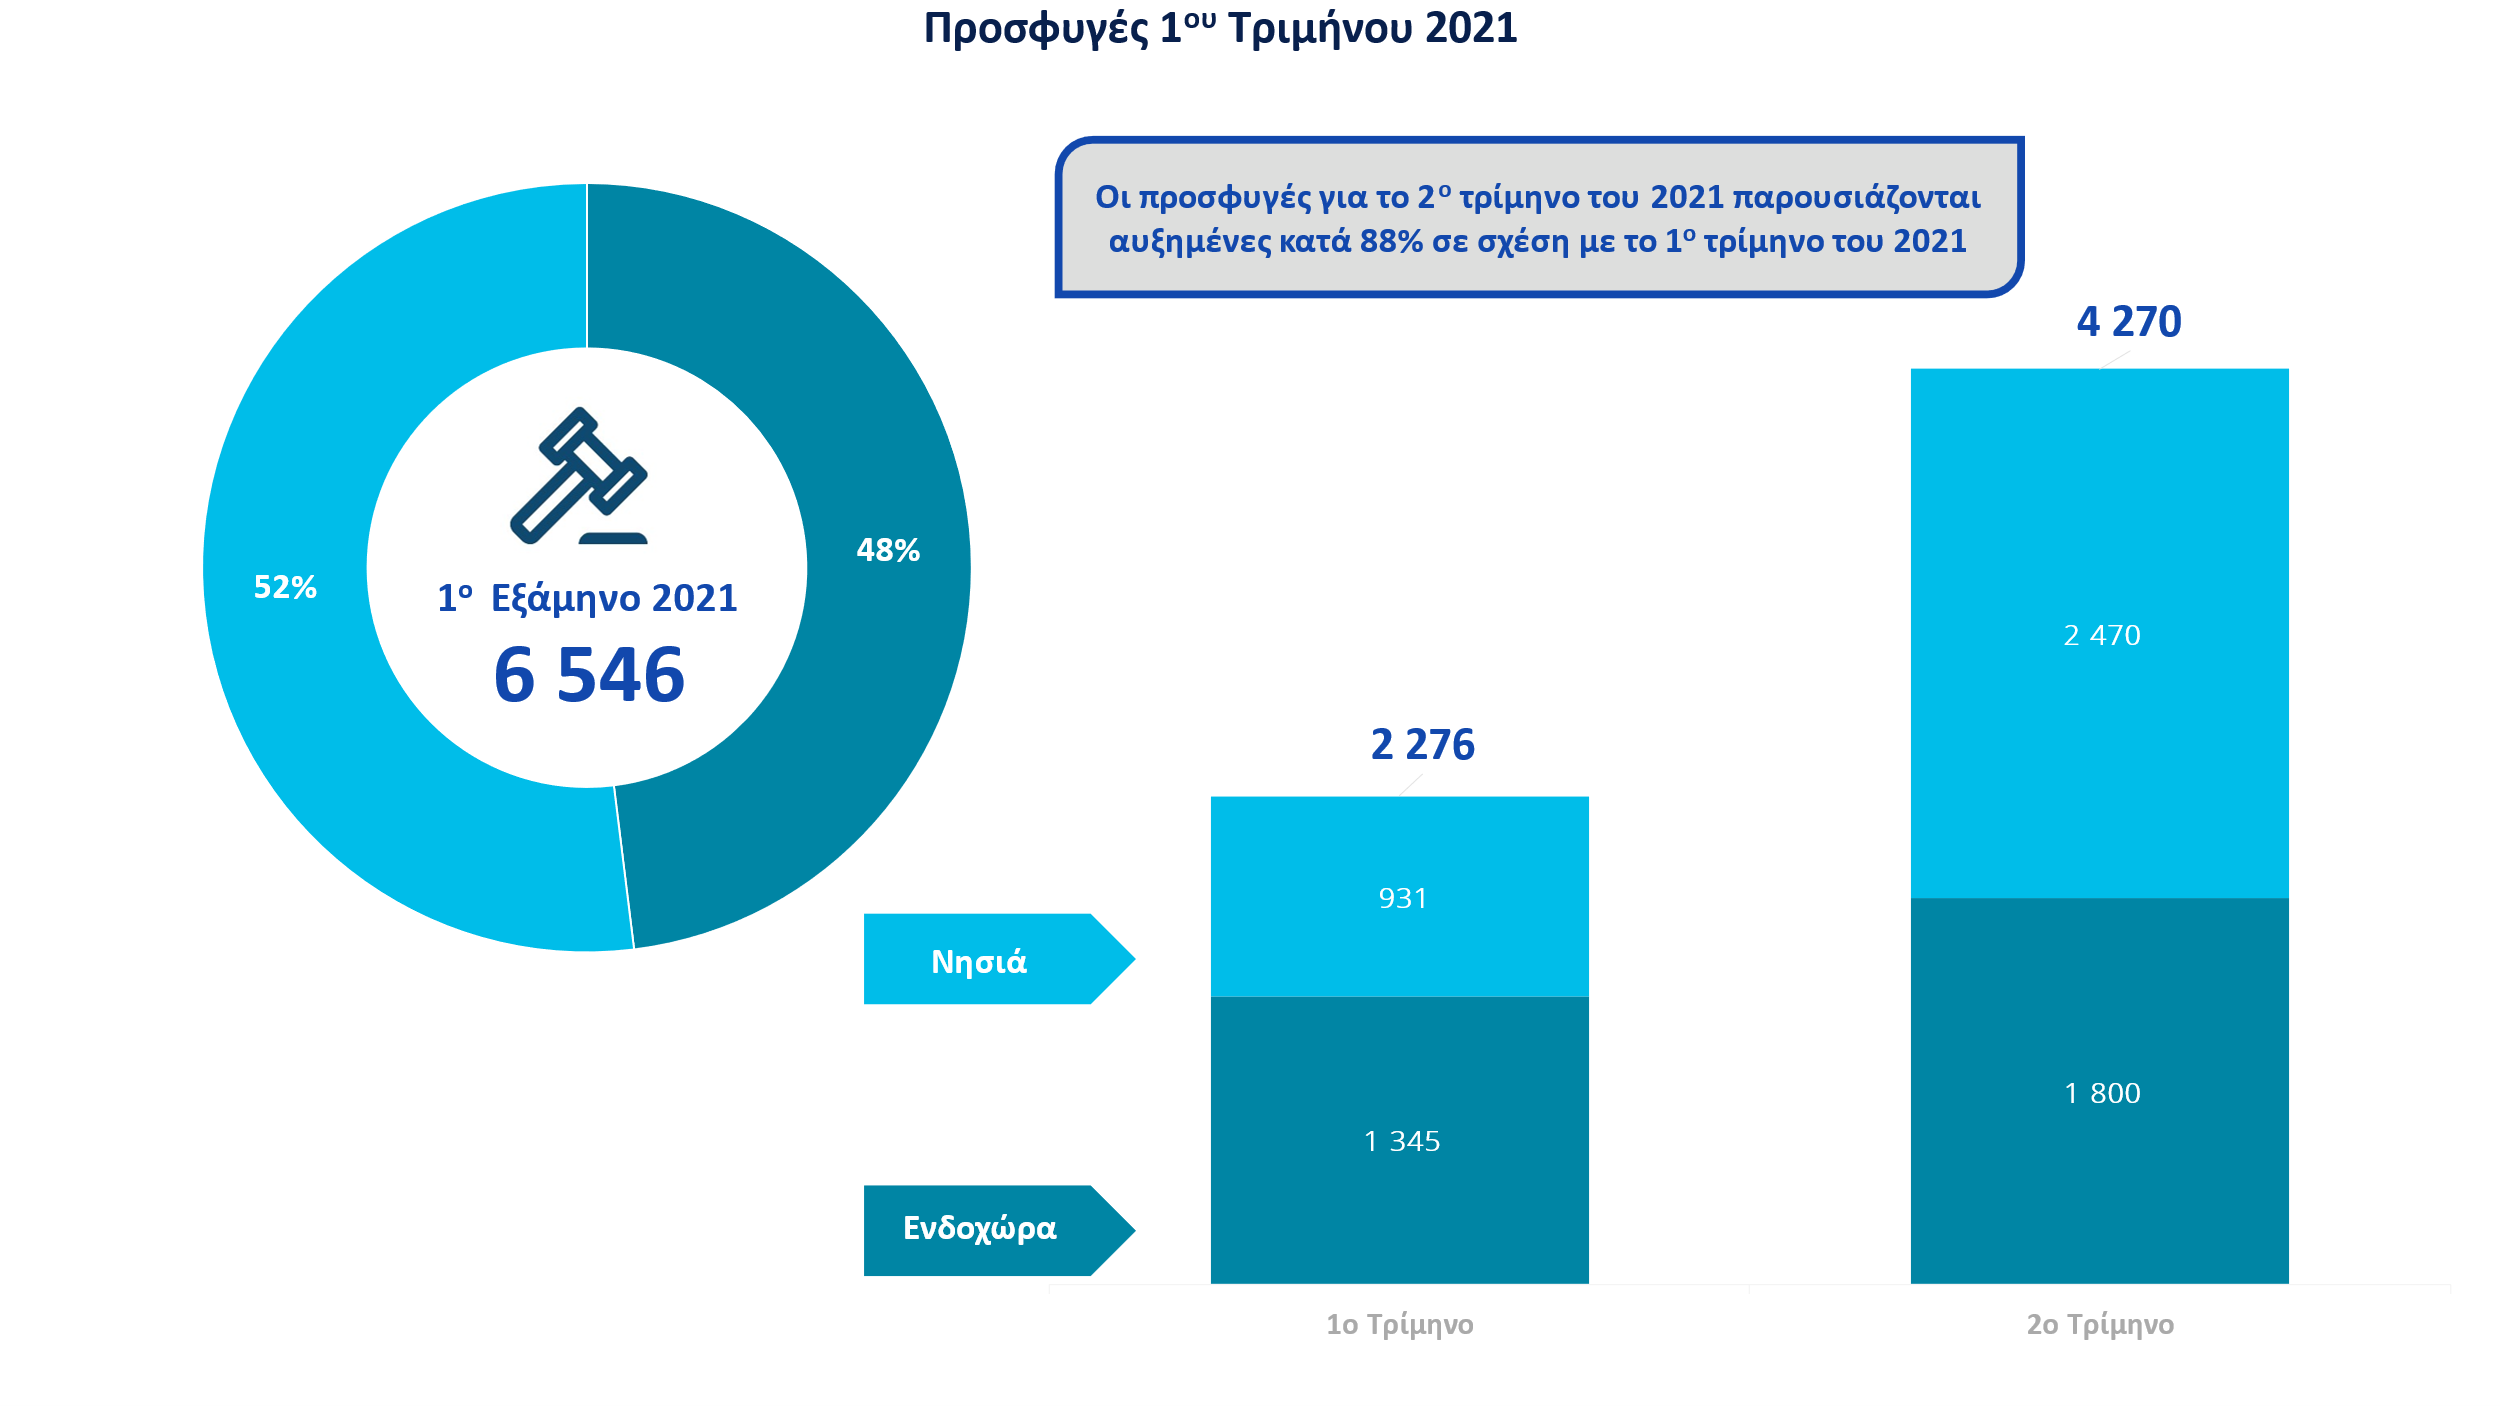 Προσφυγές 1ου Τριμήνου 2021
Οι προσφυγές για το 2ο τρίμηνο του 2021 παρουσιάζονται
αυξημένες κατά 88% σε σχέση με το 1ο τρίμηνο του 2021
52%
48%
1ο Εξάμηνο 2021
6 546
4 270
2 470
1 800
2 276
931
1 345
Νησιά
Ενδοχώρα
1ο Τρίμηνο
2ο Τρίμηνο